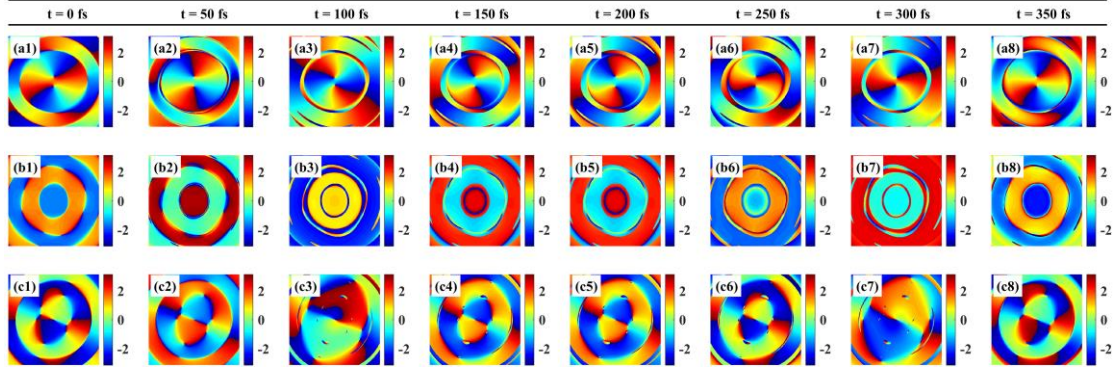 t = 0 fs t = 50 fs t = 100 fs t = 150 fs t = 200 fs t = 250 fs t = 300 fs t = 350 fs
(a1) 2 0 -2 (a2) 2 0 -2 (a3) 2 0 -2 (a4) 2 0 -2 (a5) 2 0 -2 (a6) 2 0 -2 (a7) 2 0 -2 (a8) 2 0 -2
(b1) 2 0 -2 (b2) 2 0 -2 (b3) 2 0 -2 (b4) 2 0 -2 (b5) 2 0 -2 (b6) 2 0 -2 (b7) 2 0 -2 (b8) 2 0 -2
(c1) 2 0 -2 (c2) 2 0 -2 (c3) 2 0 -2 (c4) 2 0 -2 (c5) 2 0 -2 (c6) 2 0 -2 (c7) 2 0 -2 (c8) 2 0 -2